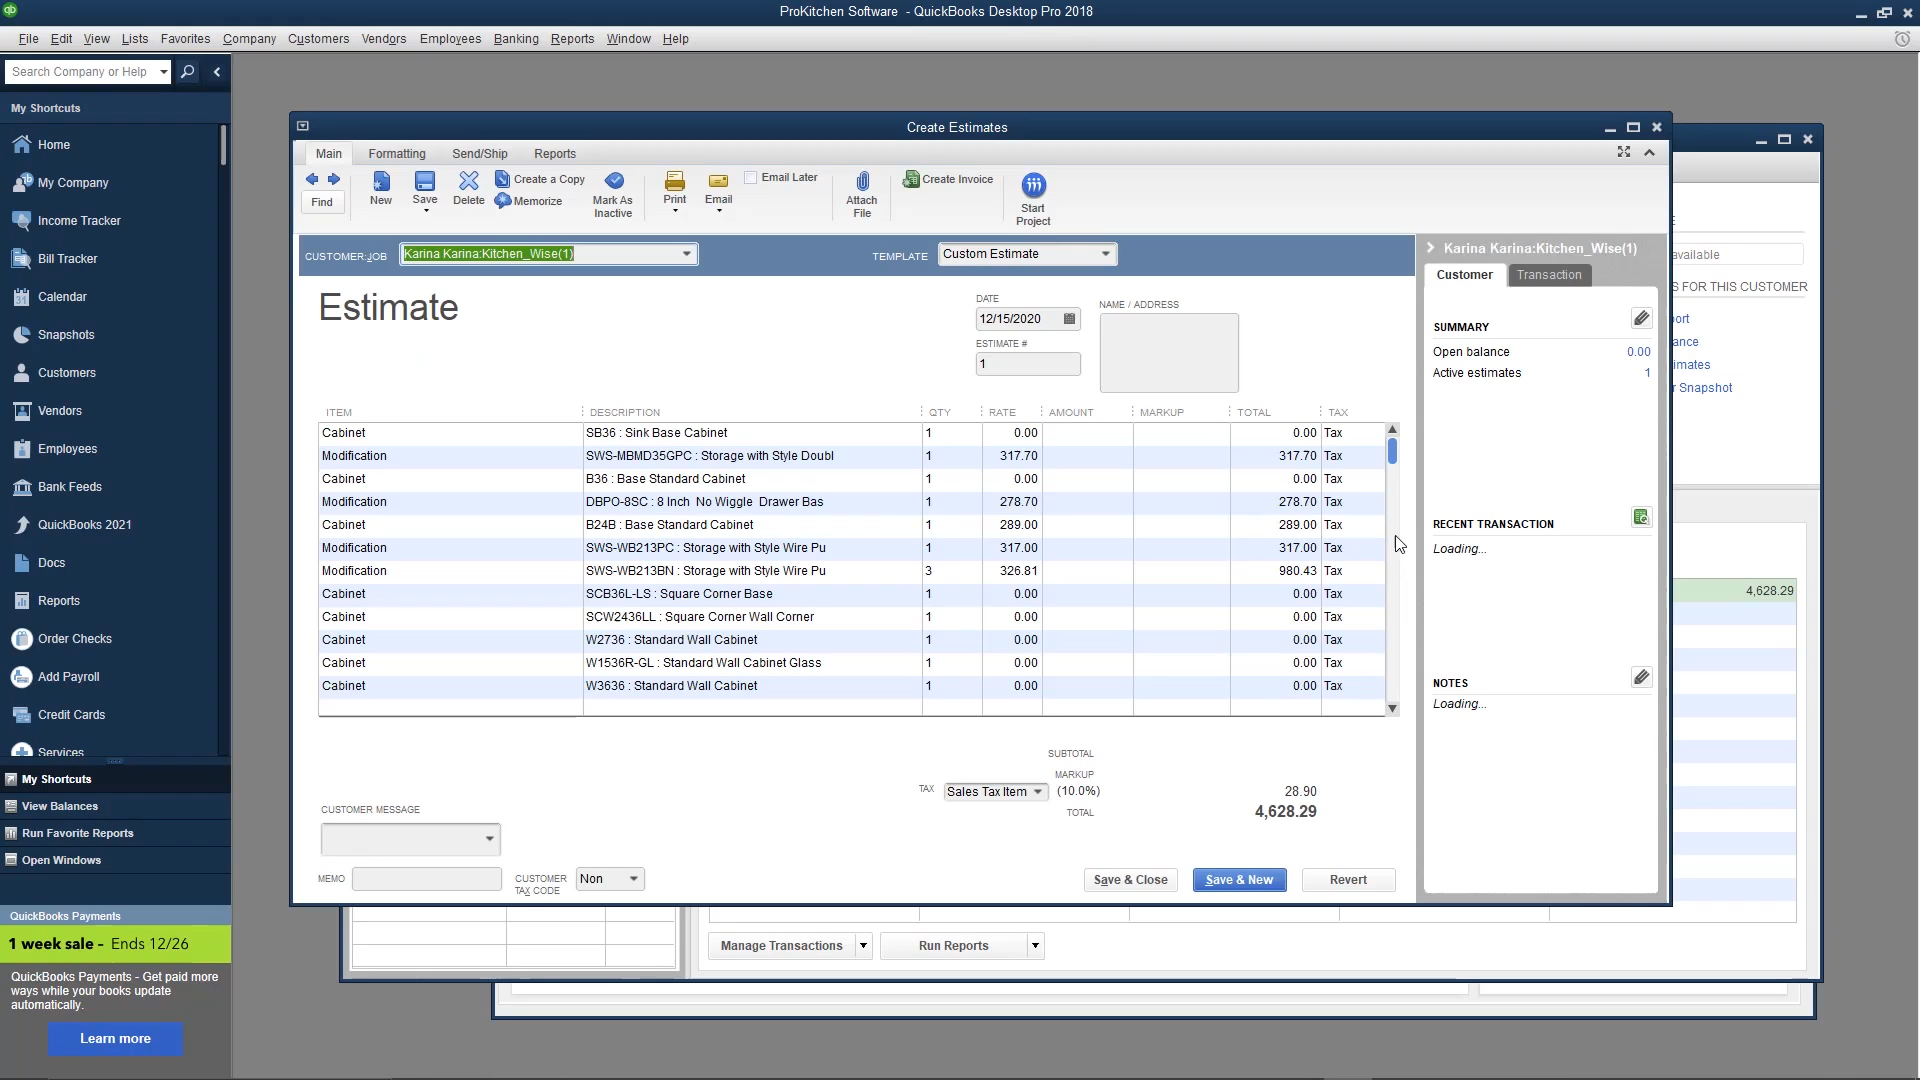 ProKitchen Software - QuickBooks Desktop Pro 2018
File Edit View Lists Favorites Company Customers Vendors Employees Banking Reports Window Help
Search Company or Help
My Shortcuts
Home
My Company
Income Tracker
Bill Tracker
Calendar
Snapshots
Customers
Vendors
Employees
Bank Feeds
QuickBooks 2021
Docs
Reports
Order Checks
Add Payroll
Credit Cards
Services
My Shortcuts
View Balances
Run Favorite Reports
Open Windows
QuickBooks Payments
1 week sale - Ends 12/26
QuickBooks Payments - Get paid more
ways while your books update
automatically.
Learn more
Create Estimates
Main Formatting Send/Ship Reports
Find
New
Save
Delete
Create a Copy
Memorize
Mark As
Inactive
Print
Email
Email Later
Attach
File
Create Invoice
Start
Project
CUSTOMER:JOB Karina Karina:Kitchen_Wise(1) TEMPLATE Custom Estimate
Estimate
DATE
12/15/2020
ESTIMATE #
1
NAME / ADDRESS
ITEM DESCRIPTION QTY RATE AMOUNT MARKUP TOTAL TAX
Cabinet SB36 : Sink Base Cabinet 1 0.00 0.00 Tax
Modification SWS-MBMD35GPC : Storage with Style Doubl 1 317.70 317.70 Tax
Cabinet B36 : Base Standard Cabinet 1 0.00 0.00 Tax
Modification DBPO-8SC : 8 Inch No Wiggle Drawer Bas 1 278.70 278.70 Tax
Cabinet B24B : Base Standard Cabinet 1 289.00 289.00 Tax
Modification SWS-WB213PC : Storage with Style Wire Pu 1 317.00 317.00 Tax
Modification SWS-WB213BN : Storage with Style Wire Pu 3 326.81 980.43 Tax
Cabinet SCB36L-LS : Square Corner Base 1 0.00 0.00 Tax
Cabinet SCW2436LL : Square Corner Wall Corner 1 0.00 0.00 Tax
Cabinet W2736 : Standard Wall Cabinet 1 0.00 0.00 Tax
Cabinet W1536R-GL : Standard Wall Cabinet Glass 1 0.00 0.00 Tax
Cabinet W3636 : Standard Wall Cabinet 1 0.00 0.00 Tax
SUBTOTAL
MARKUP
TAX Sales Tax Item (10.0%) 28.90
TOTAL 4,628.29
CUSTOMER MESSAGE
MEMO
CUSTOMER
TAX CODE
Non
Save & Close Save & New Revert
Karina Karina:Kitchen_Wise(1)
Customer Transaction
SUMMARY
Open balance 0.00
Active estimates 1
RECENT TRANSACTION
Loading...
NOTES
Loading...
available
S FOR THIS CUSTOMER
ort
ance
imates
r Snapshot
4,628.29
Manage Transactions Run Reports